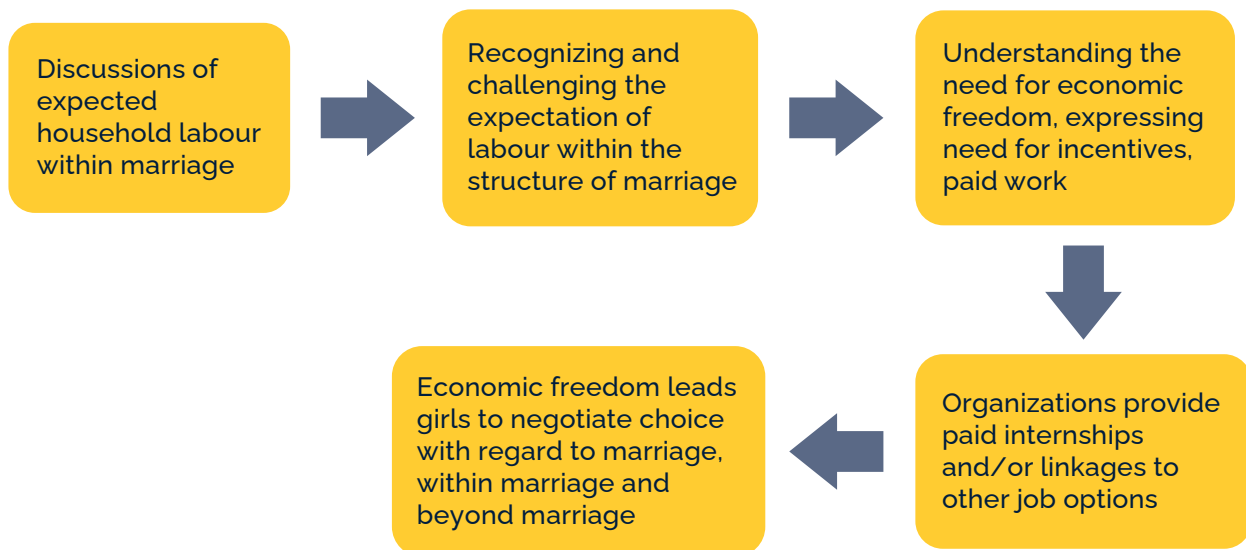 Discussions of
expected
household labour
within marriage
Recognizing and
challenging the
expectation of
labour within the
structure of marriage
Understanding the
need for economic
freedom, expressing
need for incentives,
paid work
Organizations provide
paid internships
and/or linkages to
other job options
Economic freedom leads
girls to negotiate choice
with regard to marriage,
within marriage and
beyond marriage